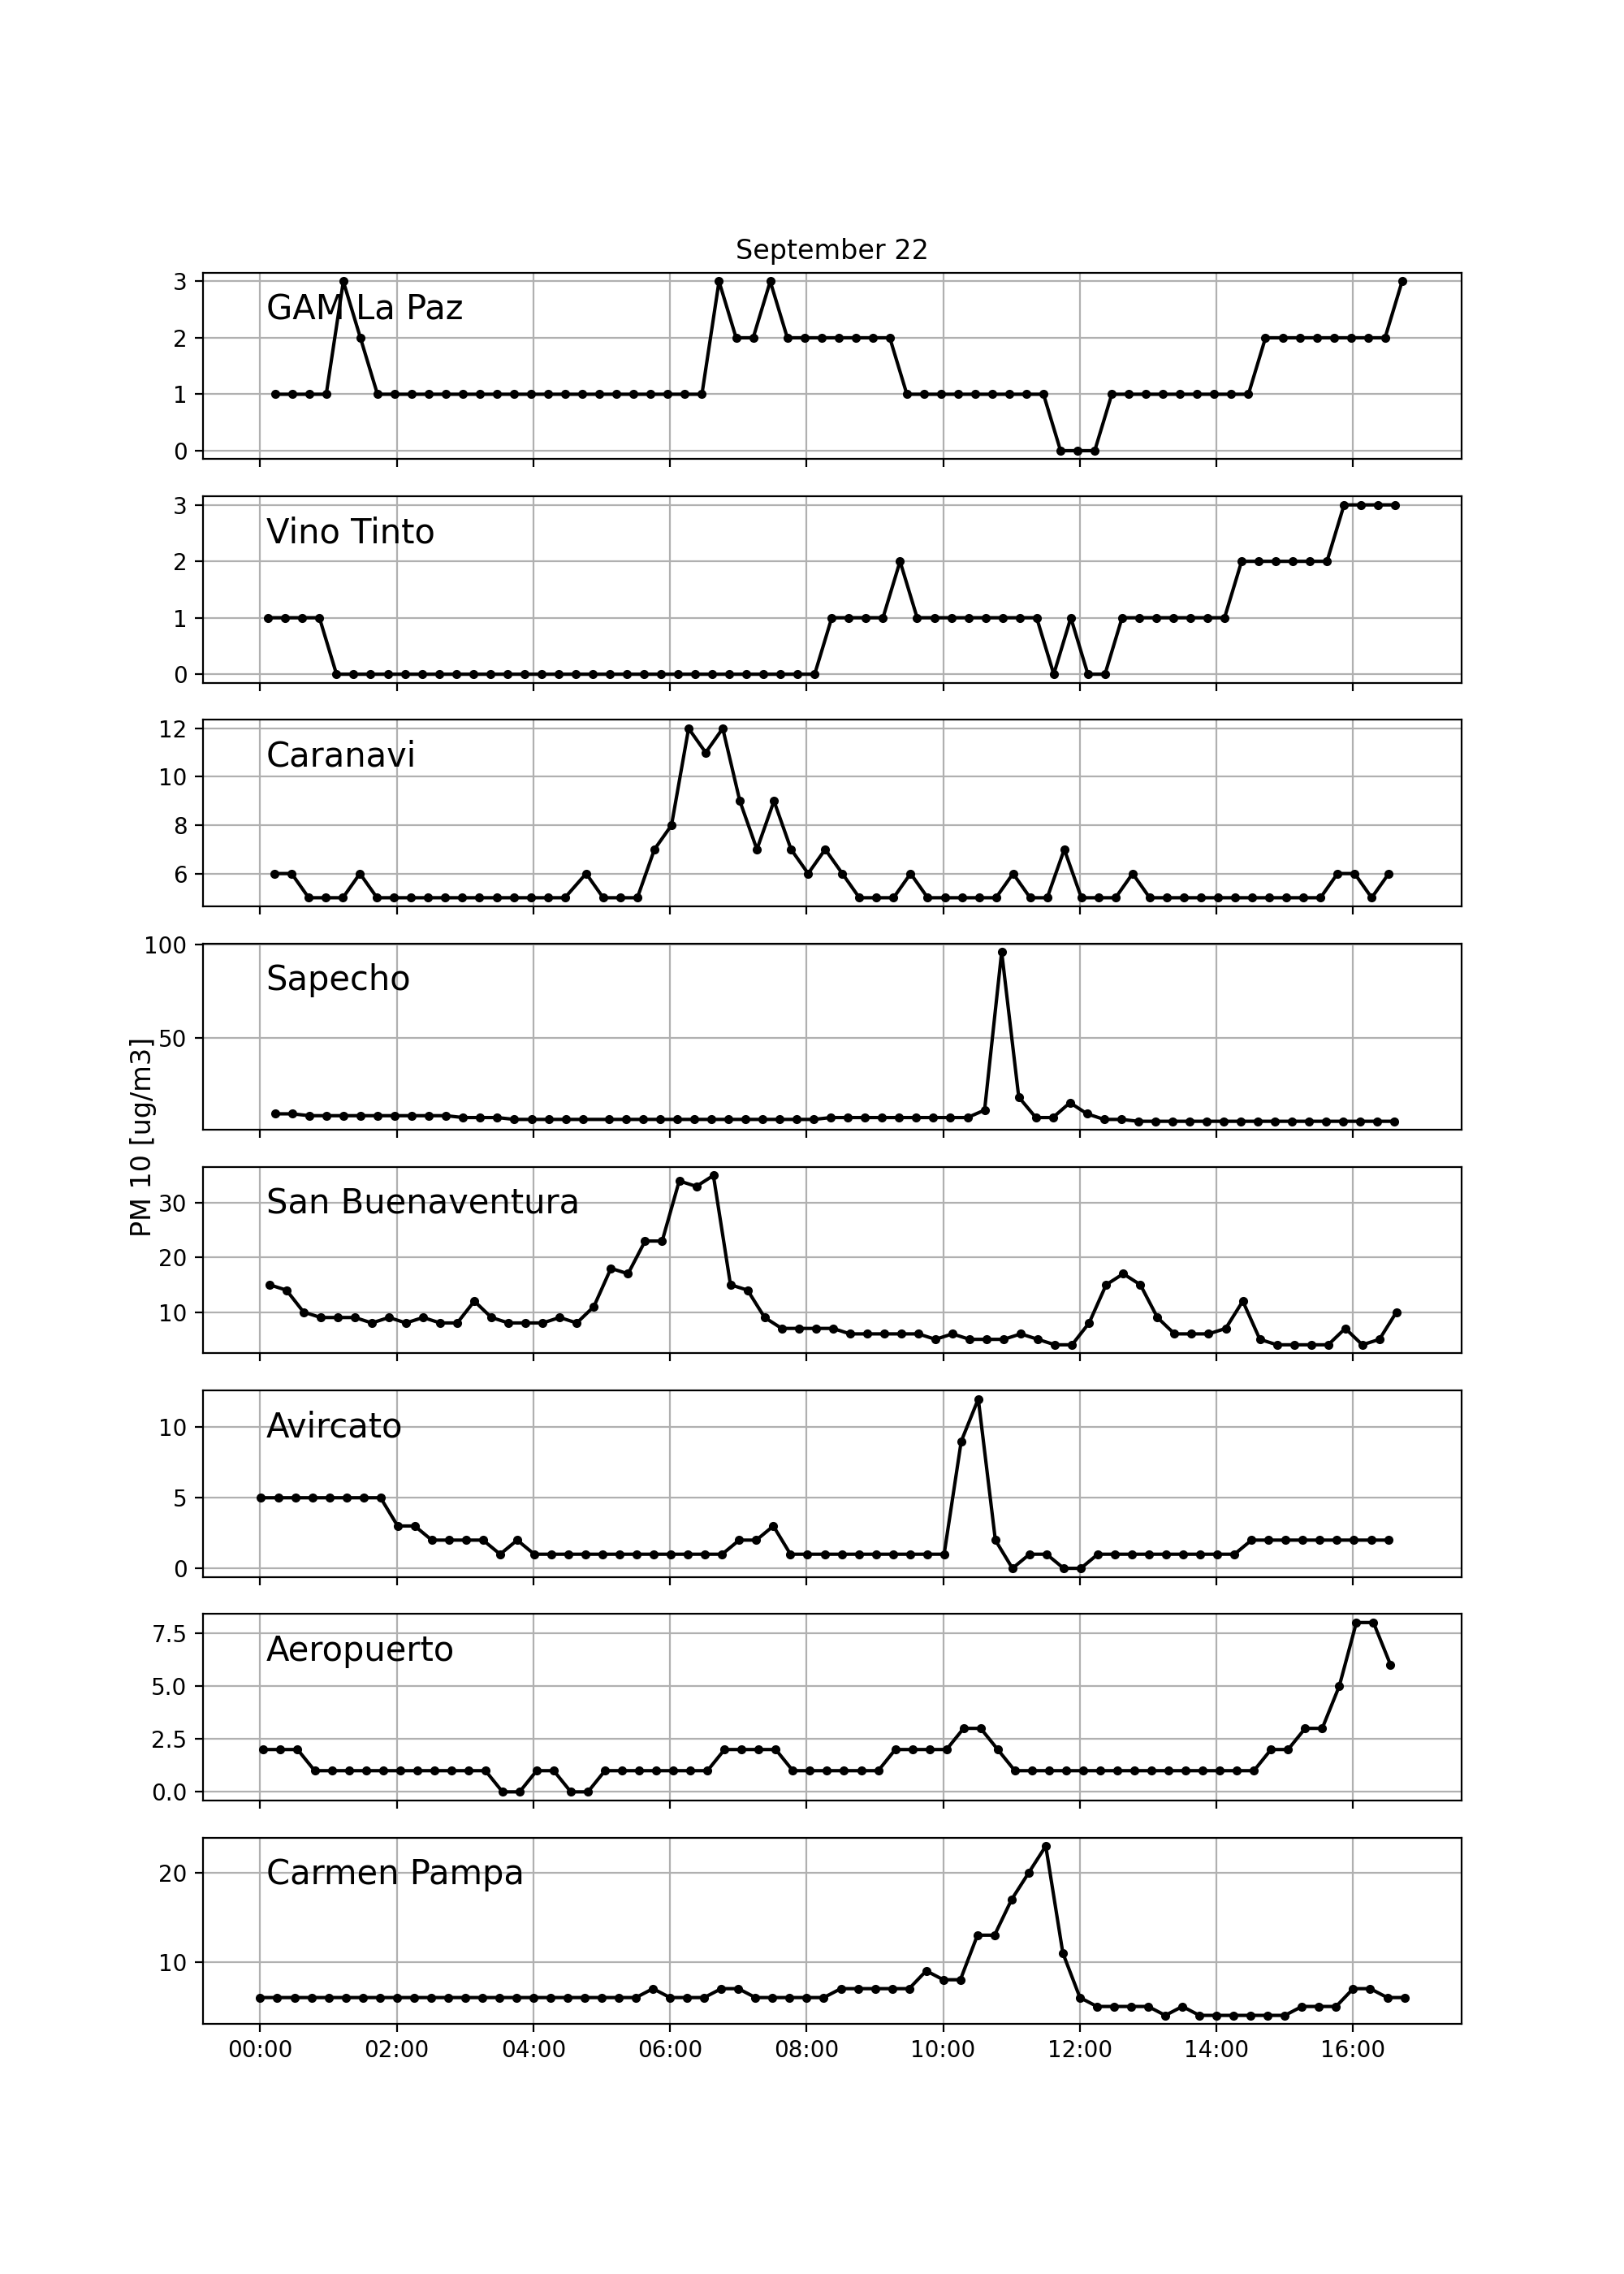 September 22
3
GAM La Paz
2
1
0
3
Vino Tinto
2
1
0
12
Caranavi
10
8
6
100
Sapecho
50
PM 10 [ug/m3]
30
San Buenaventura
20
10
10
Avircato
5
0
7.5
Aeropuerto
5.0
2.5
0.0
20
Carmen Pampa
10
00:00 02:00 04:00 06:00 08:00 10:00 12:00 14:00 16:00